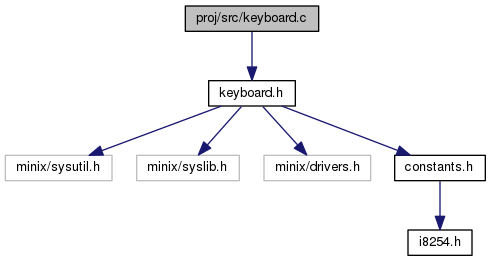 proj/src/keyboard.c
keyboard.h
minix/sysutil.h
minix/syslib.h
minix/drivers.h
constants.h
i8254.h